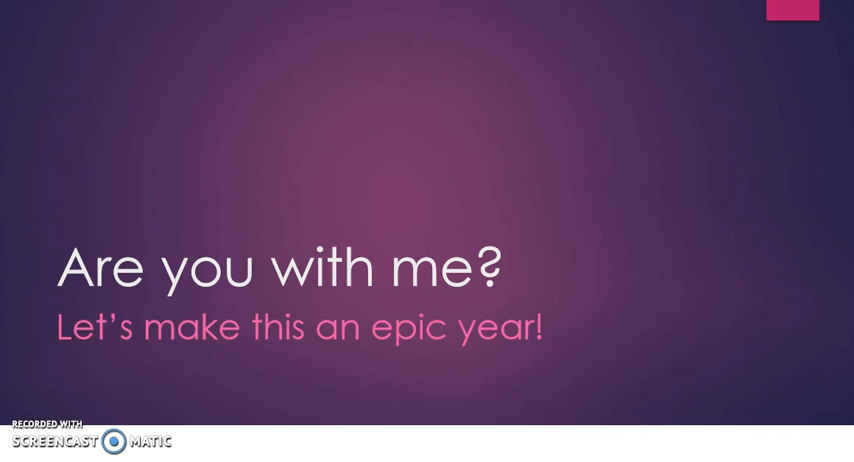 Are you with me?
Let's make this an epic year!
RECORDED WITH
SCREENCAST MATIC